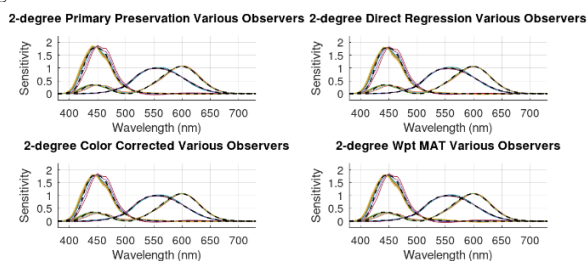 2-degree Primary Preservation Various Observers
2
1.5
1
0.5
0
Sensitivity
400 450 500 550 600 650 700
Wavelength (nm)
2-degree Direct Regression Various Observers
2
1.5
1
0.5
0
Sensitivity
400 450 500 550 600 650 700
Wavelength (nm)
2-degree Color Corrected Various Observers
2
1.5
1
0.5
0
Sensitivity
400 450 500 550 600 650 700
Wavelength (nm)
2-degree Wpt MAT Various Observers
2
1.5
1
0.5
0
Sensitivity
400 450 500 550 600 650 700
Wavelength (nm)